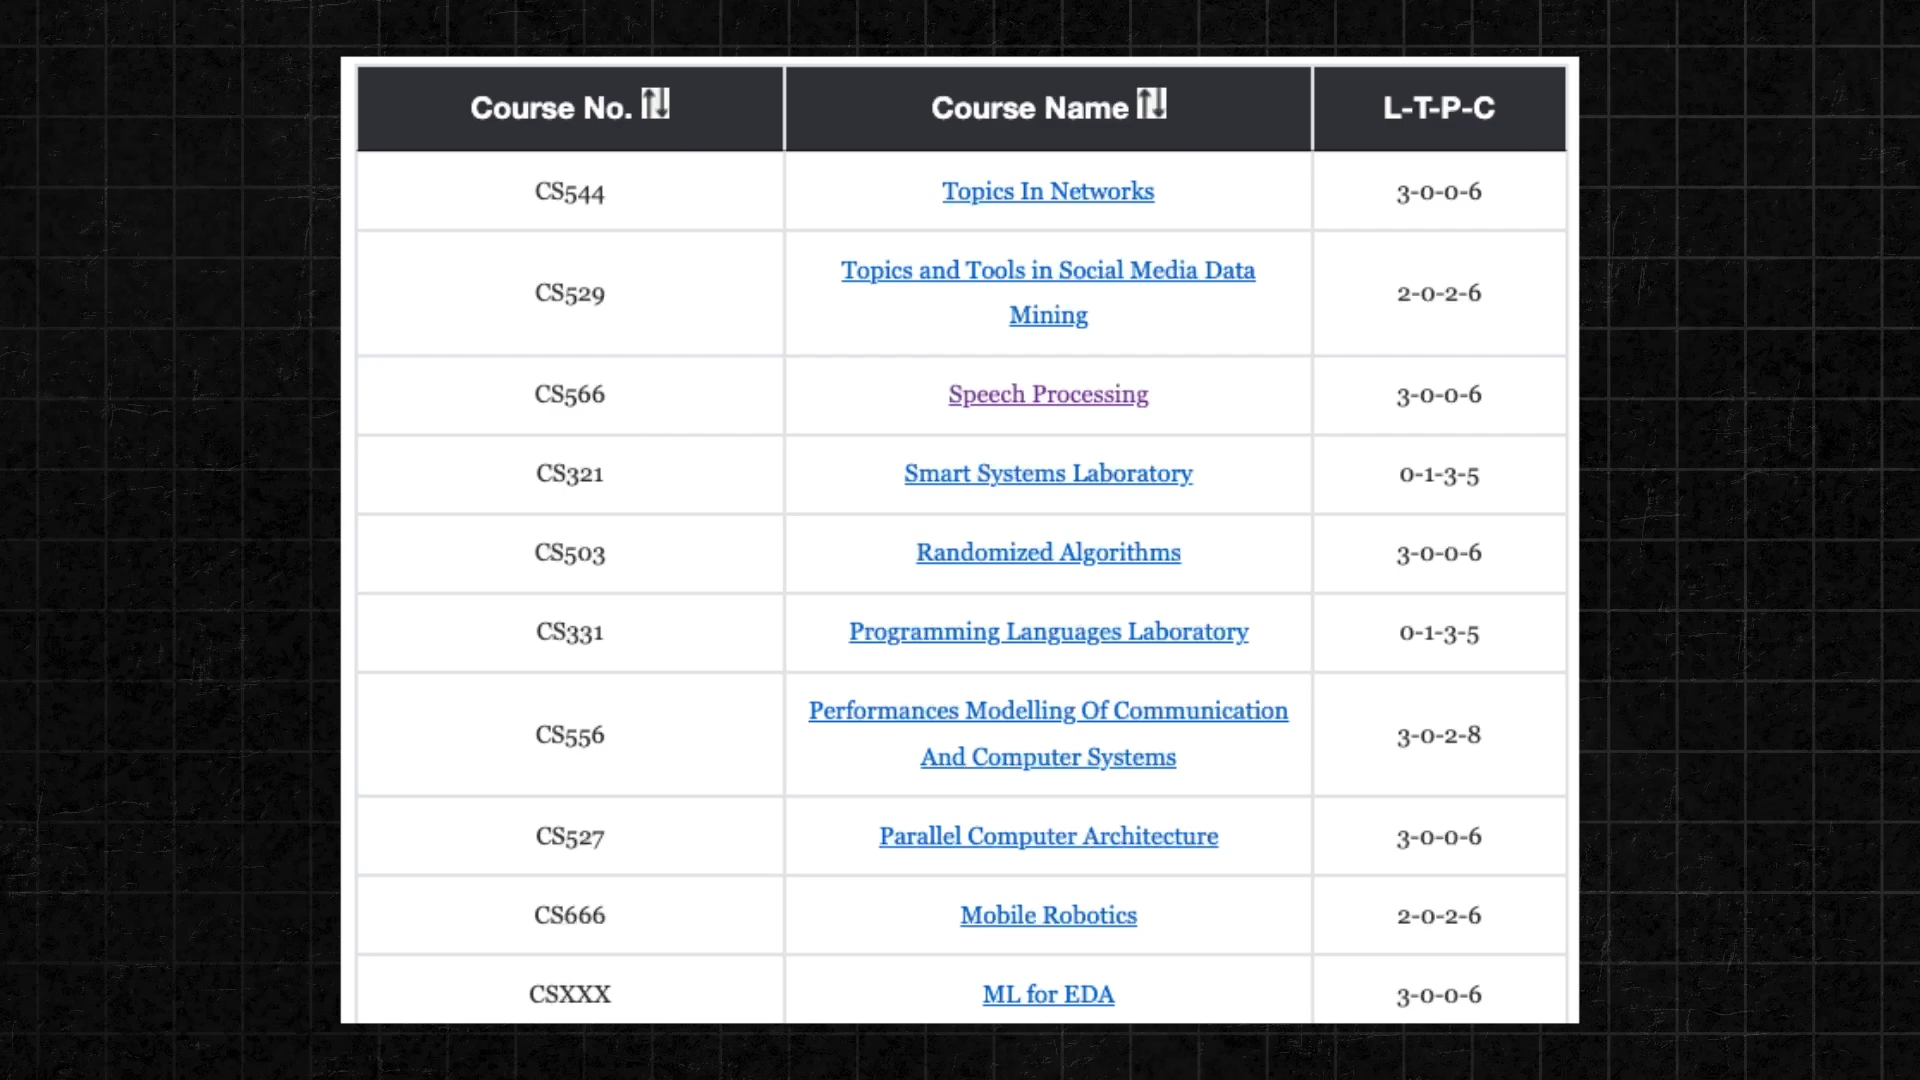 Course No. Course Name L-T-P-C
CS544 Topics In Networks 3-0-0-6
CS529 Topics and Tools in Social Media Data
Mining 2-0-2-6
CS566 Speech Processing 3-0-0-6
CS321 Smart Systems Laboratory 0-1-3-5
CS503 Randomized Algorithms 3-0-0-6
CS331 Programming Languages Laboratory 0-1-3-5
CS556 Performances Modelling Of Communication
And Computer Systems 3-0-2-8
CS527 Parallel Computer Architecture 3-0-0-6
CS666 Mobile Robotics 2-0-2-6
CSXXX ML for EDA 3-0-0-6